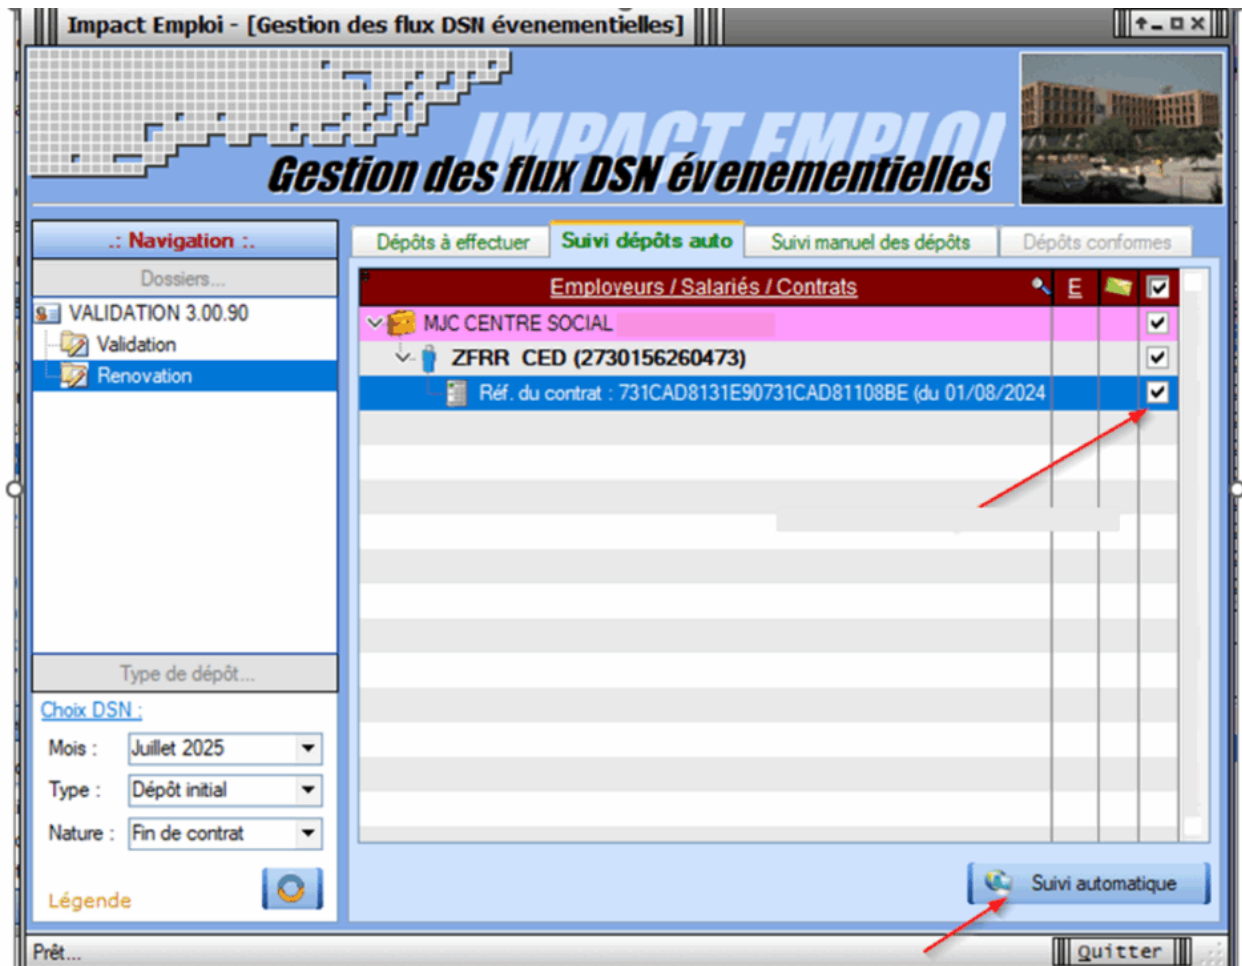 Impact Emploi - [Gestion des flux DSN évenementielles]
IMPACT EMPLOI
Gestion des flux DSN évenementielles
.: Navigation :.
Dossiers...
VALIDATION 3.00.90
Validation
Renovation
Dépôts à effectuer
Suivi dépôts auto
Suivi manuel des dépôts
Dépôts conformes
Employeurs / Salariés / Contrats
E
MJC CENTRE SOCIAL
ZFRR CED (2730156260473)
Réf. du contrat : 731CAD8131E90731CAD81108BE (du 01/08/2024
Type de dépôt...
Choix DSN :
Mois : Juillet 2025
Type : Dépôt initial
Nature : Fin de contrat
Légende
Suivi automatique
Prêt...
Quitter